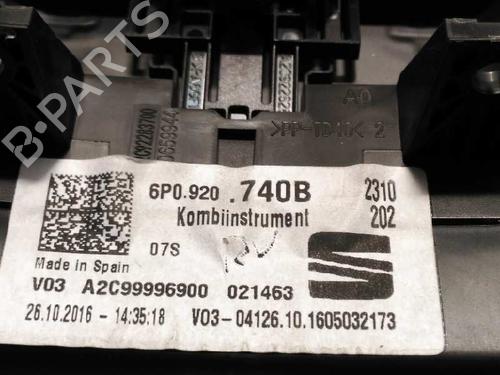 B-PARTS
A0
>PP-TD40< 2
6P0.920 .740B 2310
Kombiinstrument 202
07S
Made in Spain
V03 A2C99996900 021463
26.10.2016 - 14:35:18 V03-04126.10.1605032173